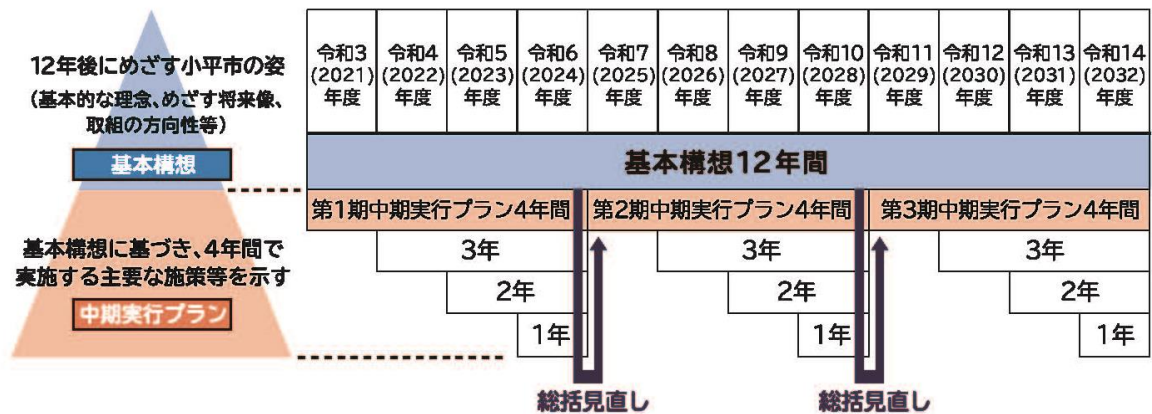 12年後にめざす小平市の姿
(基本的な理念、めざす将来像、
取組の方向性等)
基本構想
基本構想に基づき、4年間で
実施する主要な施策等を示す
中期実行プラン
令和3
(2021)
年度
令和4
(2022)
年度
令和5
(2023)
年度
令和6
(2024)
年度
令和7
(2025)
年度
令和8
(2026)
年度
令和9
(2027)
年度
令和10
(2028)
年度
令和11
(2029)
年度
令和12
(2030)
年度
令和13
(2031)
年度
令和14
(2032)
年度
基本構想12年間
第1期中期実行プラン4年間
第2期中期実行プラン4年間
第3期中期実行プラン4年間
3年
3年
3年
2年
2年
2年
1年
1年
1年
総括見直し
総括見直し